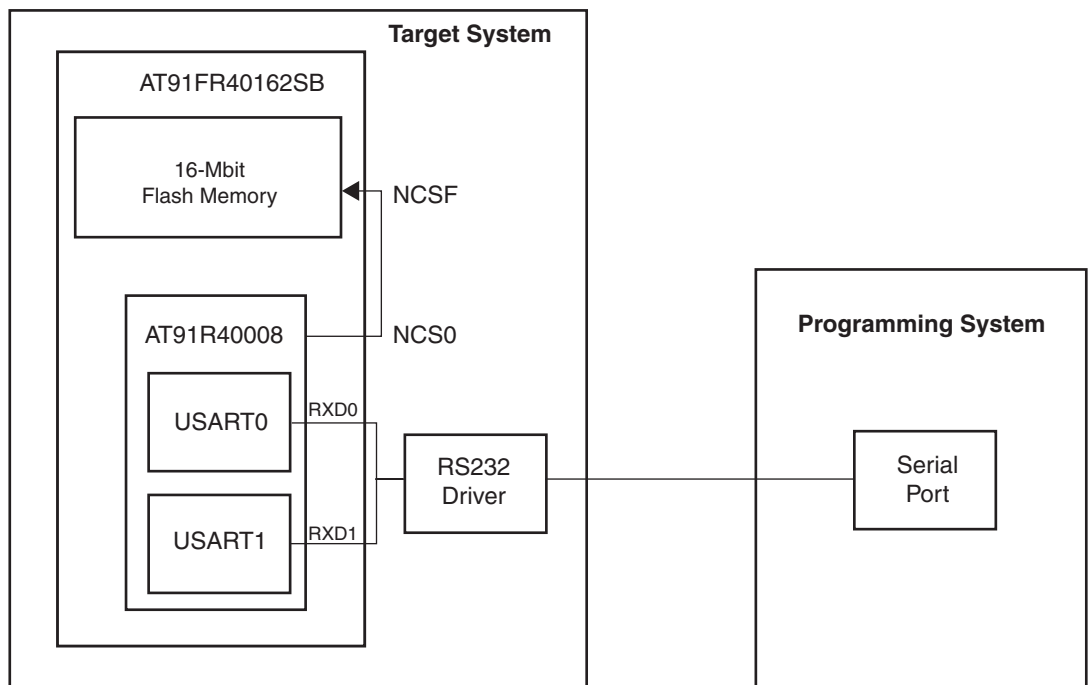 Target System
AT91FR40162SB
16-Mbit
Flash Memory
NCSF
AT91R40008
NCS0
USART0
RXD0
USART1
RXD1
RS232
Driver
Programming System
Serial
Port